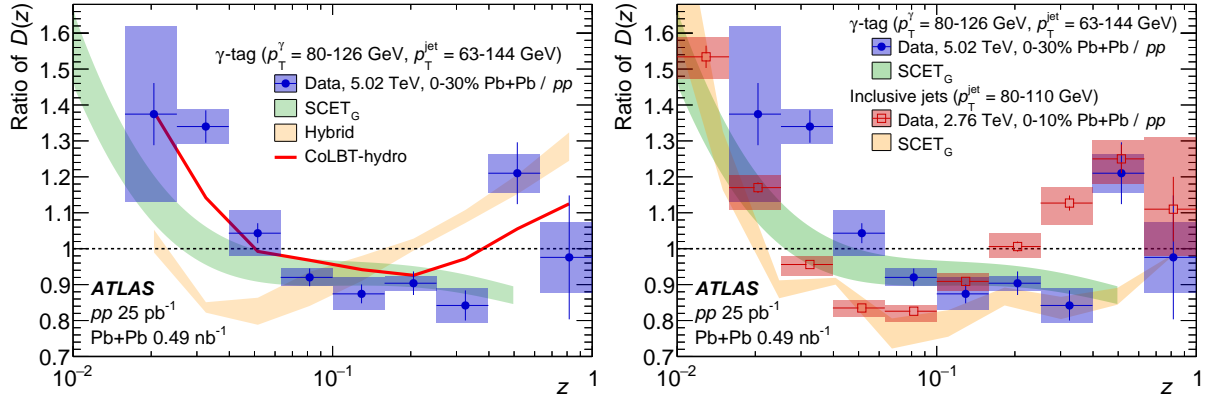 Ratio of D(z)
1.6
1.5
1.4
1.3
1.2
1.1
1
0.9
0.8
0.7
γ-tag (p_T^γ = 80-126 GeV, p_T^jet = 63-144 GeV)
Data, 5.02 TeV, 0-30% Pb+Pb / pp
SCET_G
Hybrid
CoLBT-hydro
ATLAS
pp 25 pb^-1
Pb+Pb 0.49 nb^-1
10^-2
10^-1
1
z
Ratio of D(z)
1.6
1.5
1.4
1.3
1.2
1.1
1
0.9
0.8
0.7
γ-tag (p_T^γ = 80-126 GeV, p_T^jet = 63-144 GeV)
Data, 5.02 TeV, 0-30% Pb+Pb / pp
SCET_G
Inclusive jets (p_T^jet = 80-110 GeV)
Data, 2.76 TeV, 0-10% Pb+Pb / pp
SCET_G
ATLAS
pp 25 pb^-1
Pb+Pb 0.49 nb^-1
10^-2
10^-1
1
z